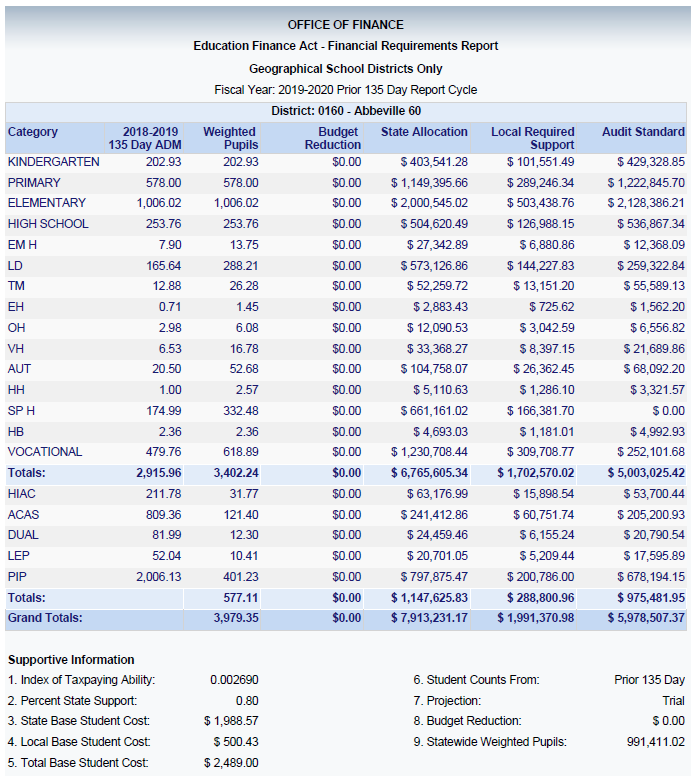 OFFICE OF FINANCE
Education Finance Act - Financial Requirements Report
Geographical School Districts Only
Fiscal Year: 2019-2020 Prior 135 Day Report Cycle
District: 0160 - Abbeville 60
Category 2018-2019 135 Day ADM Weighted Pupils Budget Reduction State Allocation Local Required Support Audit Standard
KINDERGARTEN 202.93 202.93 $0.00 $ 403,541.28 $ 101,551.49 $ 429,328.85
PRIMARY 578.00 578.00 $0.00 $ 1,149,395.66 $ 289,246.34 $ 1,222,845.70
ELEMENTARY 1,006.02 1,006.02 $0.00 $ 2,000,545.02 $ 503,438.76 $ 2,128,386.21
HIGH SCHOOL 253.76 253.76 $0.00 $ 504,620.49 $ 126,988.15 $ 536,867.34
EM H 7.90 13.75 $0.00 $ 27,342.89 $ 6,880.86 $ 12,368.09
LD 165.64 288.21 $0.00 $ 573,126.86 $ 144,227.83 $ 259,322.84
TM 12.88 26.28 $0.00 $ 52,259.72 $ 13,151.20 $ 55,589.13
EH 0.71 1.45 $0.00 $ 2,883.43 $ 725.62 $ 1,562.20
OH 2.98 6.08 $0.00 $ 12,090.53 $ 3,042.59 $ 6,556.82
VH 6.53 16.78 $0.00 $ 33,368.27 $ 8,397.15 $ 21,689.86
AUT 20.50 52.68 $0.00 $ 104,758.07 $ 26,362.45 $ 68,092.20
HH 1.00 2.57 $0.00 $ 5,110.63 $ 1,286.10 $ 3,321.57
SP H 174.99 332.48 $0.00 $ 661,161.02 $ 166,381.70 $ 0.00
HB 2.36 2.36 $0.00 $ 4,693.03 $ 1,181.01 $ 4,992.93
VOCATIONAL 479.76 618.89 $0.00 $ 1,230,708.44 $ 309,708.77 $ 252,101.68
Totals: 2,915.96 3,402.24 $0.00 $ 6,765,605.34 $ 1,702,570.02 $ 5,003,025.42
HIAC 211.78 31.77 $0.00 $ 63,176.99 $ 15,898.54 $ 53,700.44
ACAS 809.36 121.40 $0.00 $ 241,412.86 $ 60,751.74 $ 205,200.93
DUAL 81.99 12.30 $0.00 $ 24,459.46 $ 6,155.24 $ 20,790.54
LEP 52.04 10.41 $0.00 $ 20,701.05 $ 5,209.44 $ 17,595.89
PIP 2,006.13 401.23 $0.00 $ 797,875.47 $ 200,786.00 $ 678,194.15
Totals: 577.11 $0.00 $ 1,147,625.83 $ 288,800.96 $ 975,481.95
Grand Totals: 3,979.35 $0.00 $ 7,913,231.17 $ 1,991,370.98 $ 5,978,507.37
Supportive Information
1. Index of Taxpaying Ability: 0.002690 6. Student Counts From: Prior 135 Day
2. Percent State Support: 0.80 7. Projection: Trial
3. State Base Student Cost: $ 1,988.57 8. Budget Reduction: $ 0.00
4. Local Base Student Cost: $ 500.43 9. Statewide Weighted Pupils: 991,411.02
5. Total Base Student Cost: $ 2,489.00